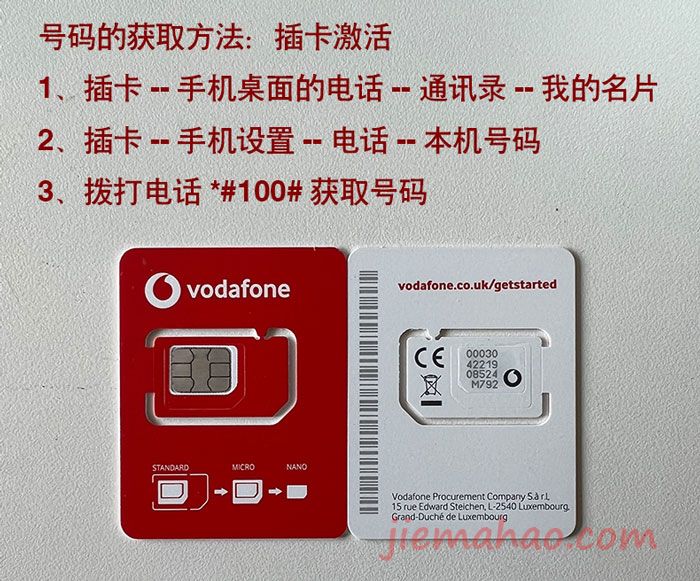 号码的获取方法：插卡激活
1、插卡 -- 手机桌面的电话 -- 通讯录 -- 我的名片
2、插卡 -- 手机设置 -- 电话 -- 本机号码
3、拨打电话 *#100# 获取号码
vodafone
STANDARD MICRO NANO
vodafone.co.uk/getstarted
CE
00030
42219
08524
M792
Vodafone Procurement Company S.à r.l,
15 rue Edward Steichen, L-2540 Luxembourg,
Grand-Duché de Luxembourg
jiemahao.com